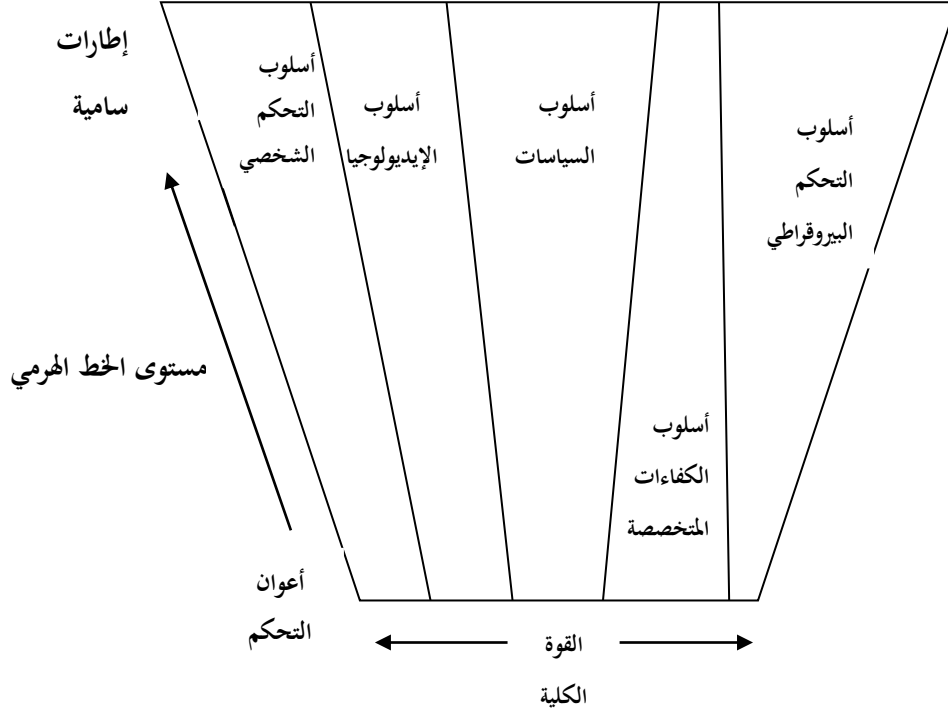 إطارات
سامية
أسلوب
التحكم
الشخصي
أسلوب
الإيديولوجيا
أسلوب
السياسات
أسلوب
التحكم
البيروقراطي
مستوى الخط الهرمي
أسلوب
الكفاءات
المتخصصة
أعوان
التحكم
القوة
الكلية